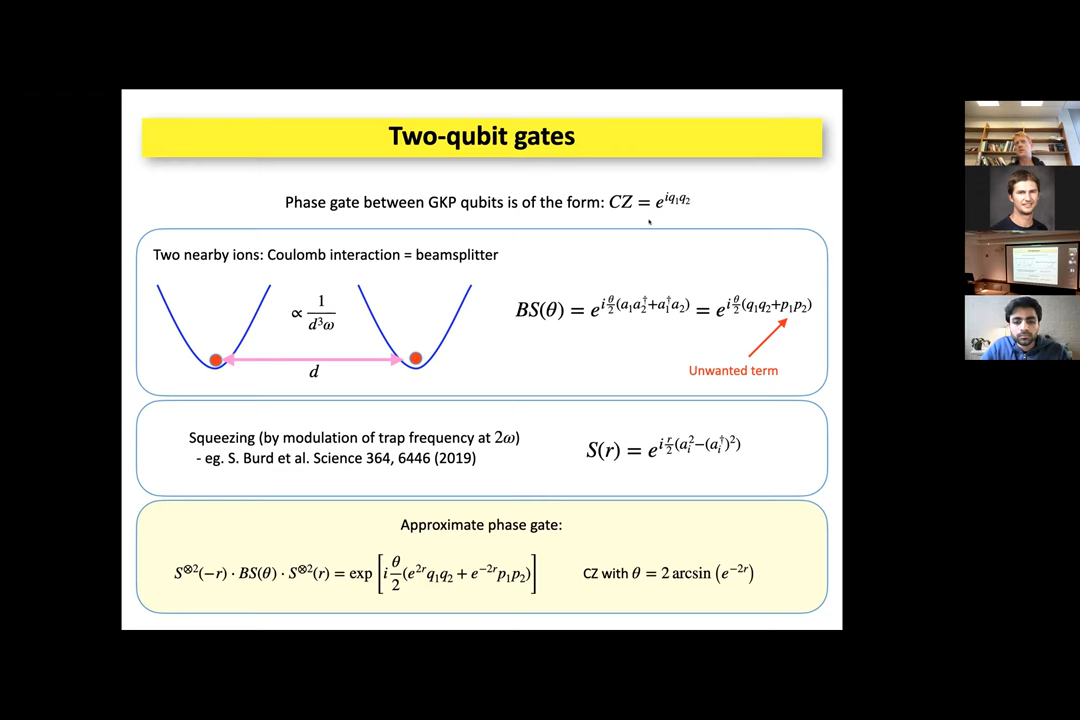 Two-qubit gates
Phase gate between GKP qubits is of the form: CZ = e^{iq₁q₂}
Two nearby ions: Coulomb interaction = beamsplitter
∝ 1/(d³ω)
d
BS(θ) = e^{i(θ/2)(a₁a₂†+a₁†a₂)} = e^{i(θ/2)(q₁q₂+p₁p₂)}
Unwanted term
Squeezing (by modulation of trap frequency at 2ω)
- eg. S. Burd et al. Science 364, 6446 (2019)
S(r) = e^{i(r/2)(aᵢ²−(aᵢ†)²)}
Approximate phase gate:
S^{⊗2}(−r) · BS(θ) · S^{⊗2}(r) = exp[i(θ/2)(e^{2r}q₁q₂ + e^{−2r}p₁p₂)]
CZ with θ = 2 arcsin (e^{−2r})